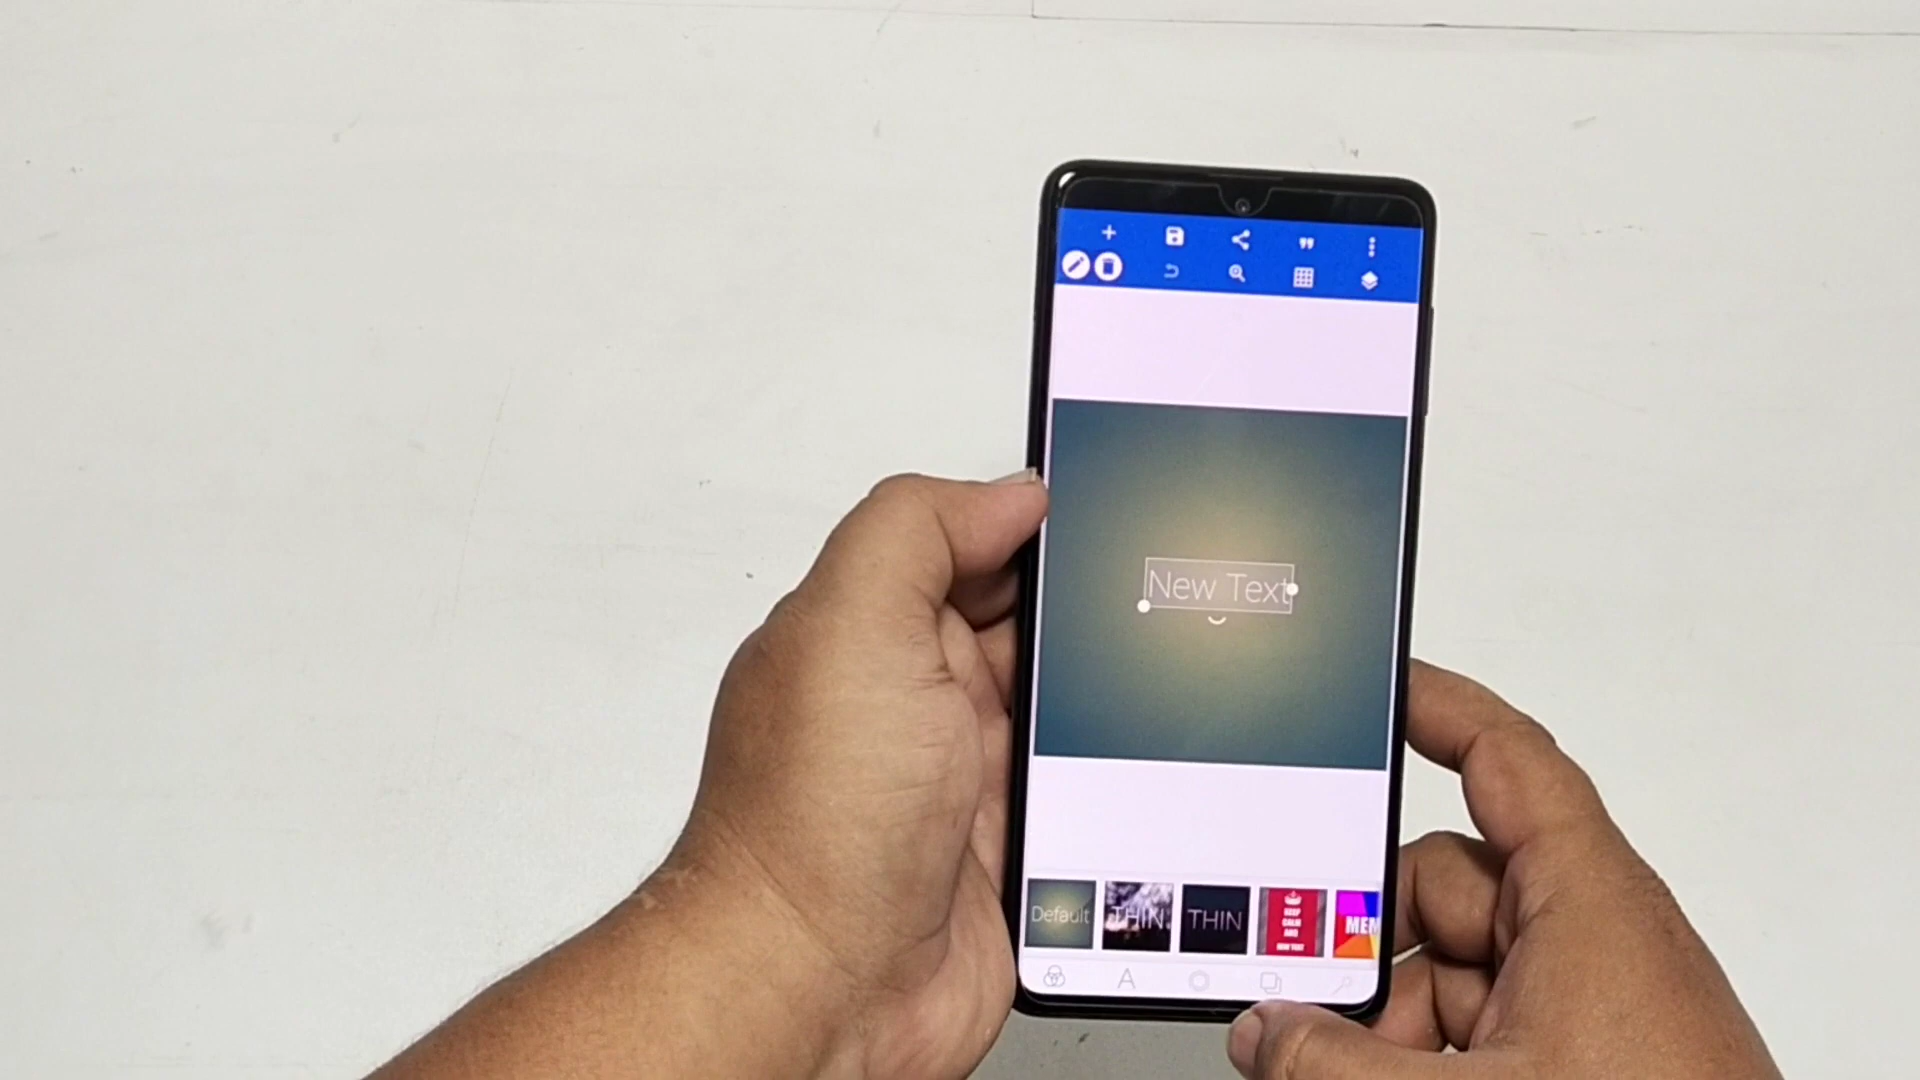 New Text
Default
THIN
THIN
KEEP
CALM
AND
NEW TEXT
MEM
A